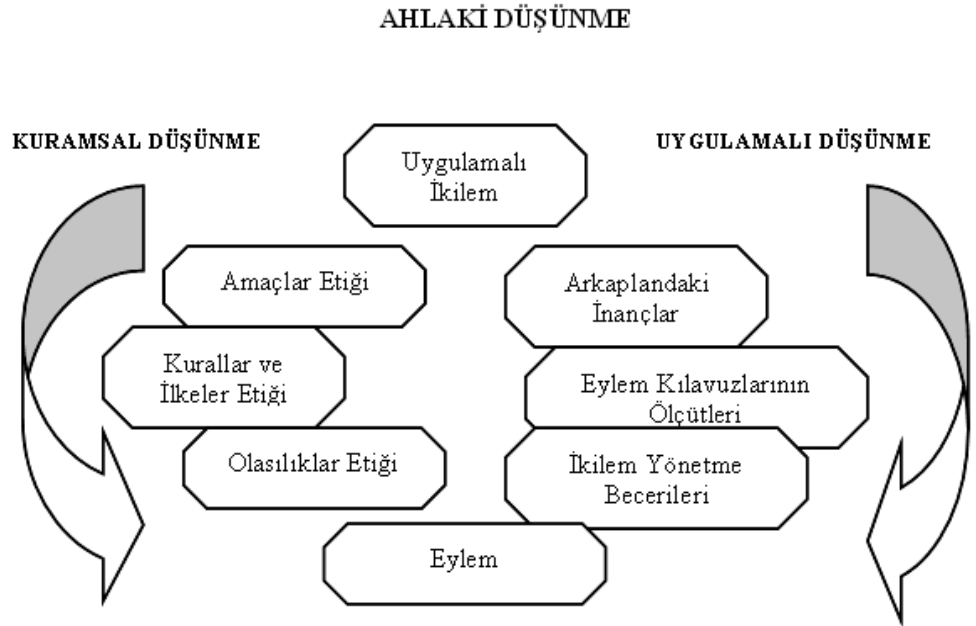 AHLAKİ DÜŞÜNME
KURAMSAL DÜŞÜNME
UYGULAMALI DÜŞÜNME
Uygulamalı
İkilem
Amaçlar Etiği
Kurallar ve
İlkeler Etiği
Olasılıklar Etiği
Arkaplandaki
İnançlar
Eylem Kılavuzlarının
Ölçütleri
İkilem Yönetme
Becerileri
Eylem